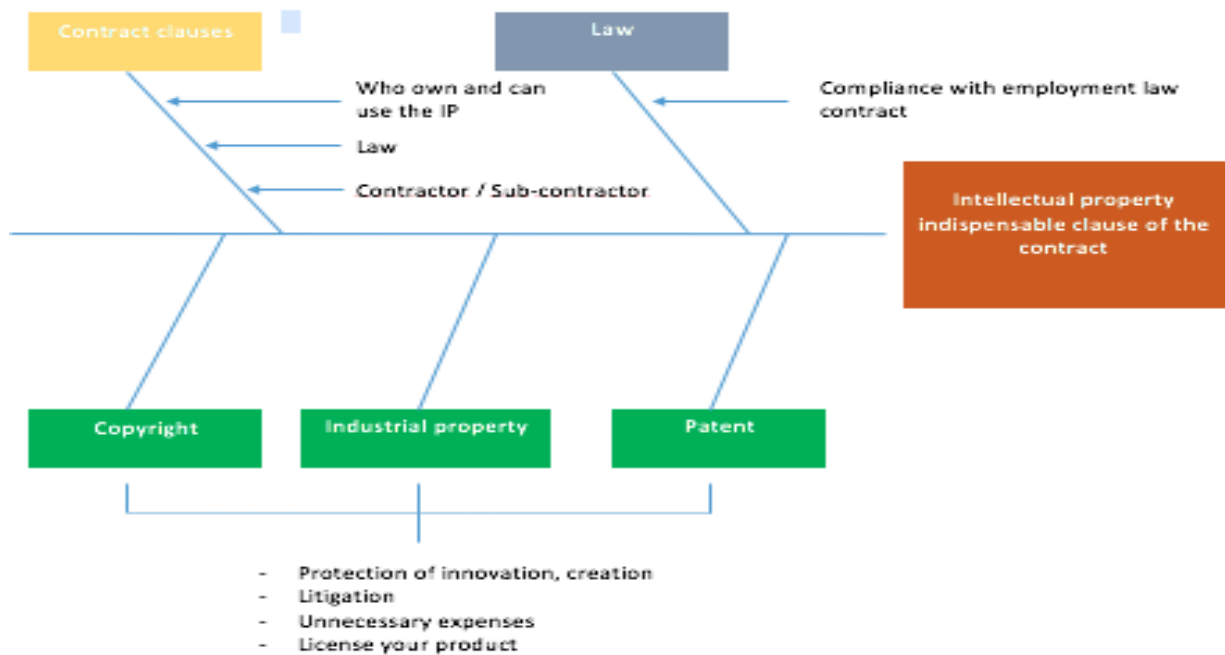 Contract clauses
Law
Who own and can
use the IP
Law
Contractor / Sub-contractor
Compliance with employment law
contract
Intellectual property
indispensable clause of the
contract
Copyright
Industrial property
Patent
- Protection of innovation, creation
- Litigation
- Unnecessary expenses
- License your product